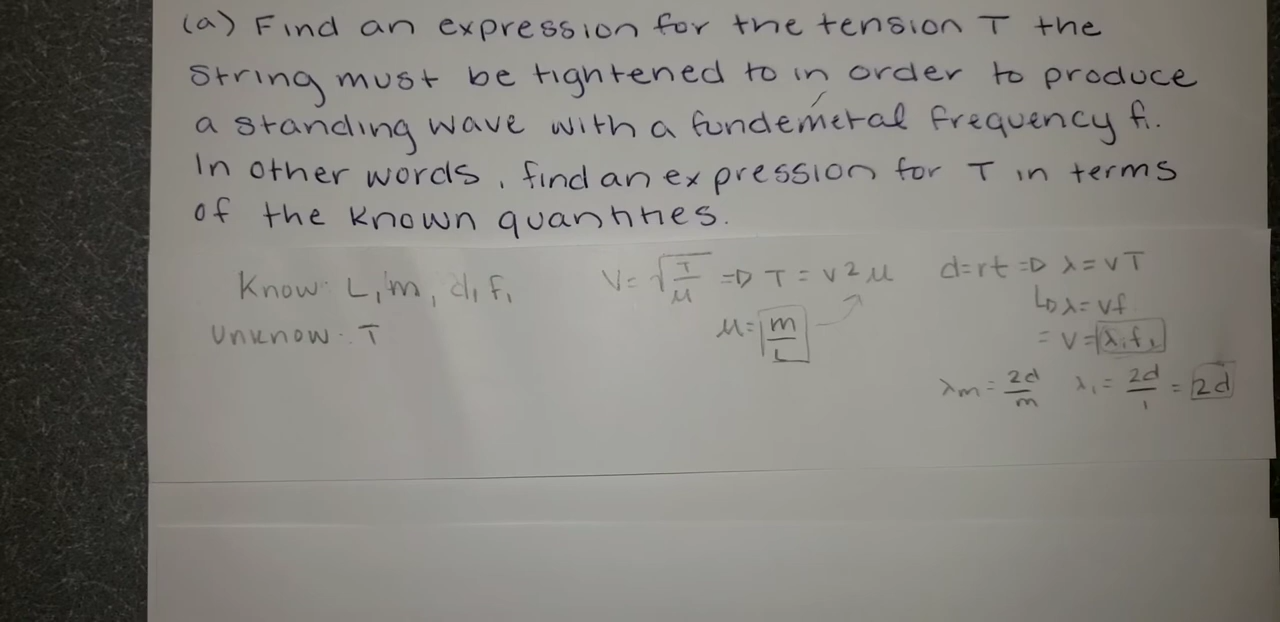 (a) Find an expression for the tension T the
string must be tightened to in order to produce
a standing wave with a fundemetal frequency f₁.
In other words, find an expression for T in terms
of the known quantities.
Know: L, m, d, f₁
Unknow: T
V = √(T/μ) => T = v²μ
μ = m/L
d=rt => λ = vT
↳ λ = vf
= v = λ₁f₁
λm = 2d/m λ₁ = 2d/1 = 2d